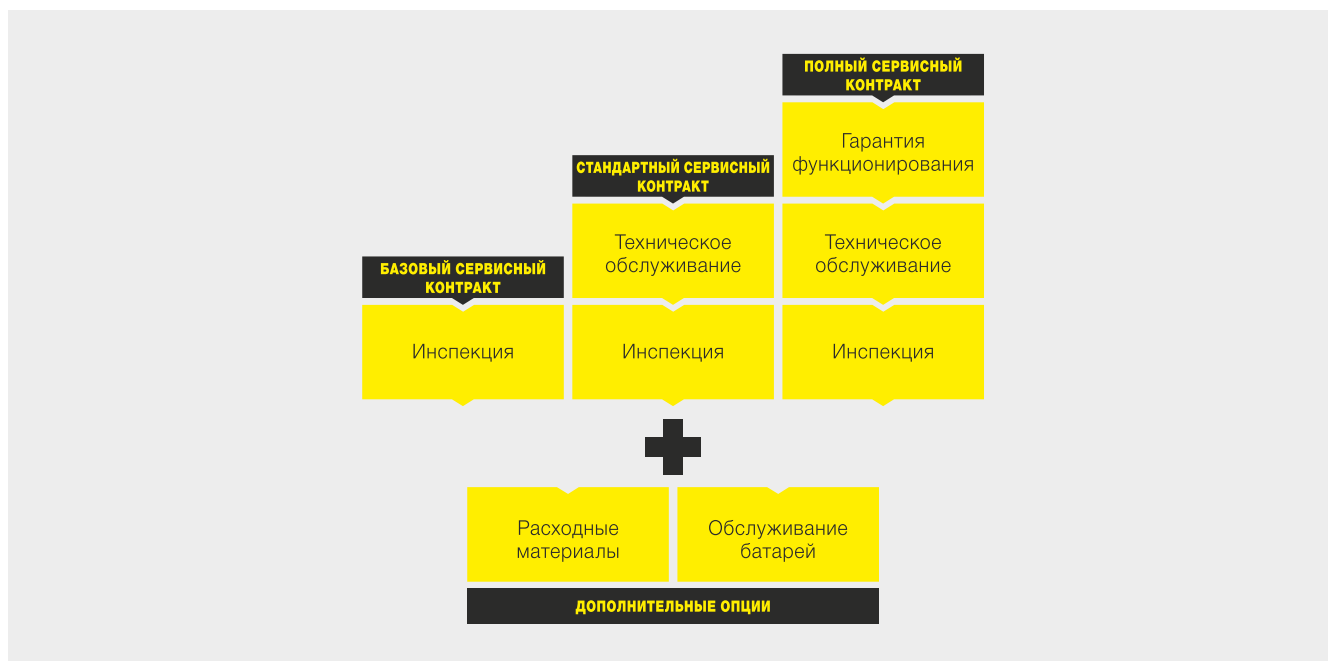 ПОЛНЫЙ СЕРВИСНЫЙ
КОНТРАКТ
Гарантия
функционирования
Техническое
обслуживание
Инспекция
СТАНДАРТНЫЙ СЕРВИСНЫЙ
КОНТРАКТ
Техническое
обслуживание
Инспекция
БАЗОВЫЙ СЕРВИСНЫЙ
КОНТРАКТ
Инспекция
Расходные
материалы
Обслуживание
батарей
ДОПОЛНИТЕЛЬНЫЕ ОПЦИИ